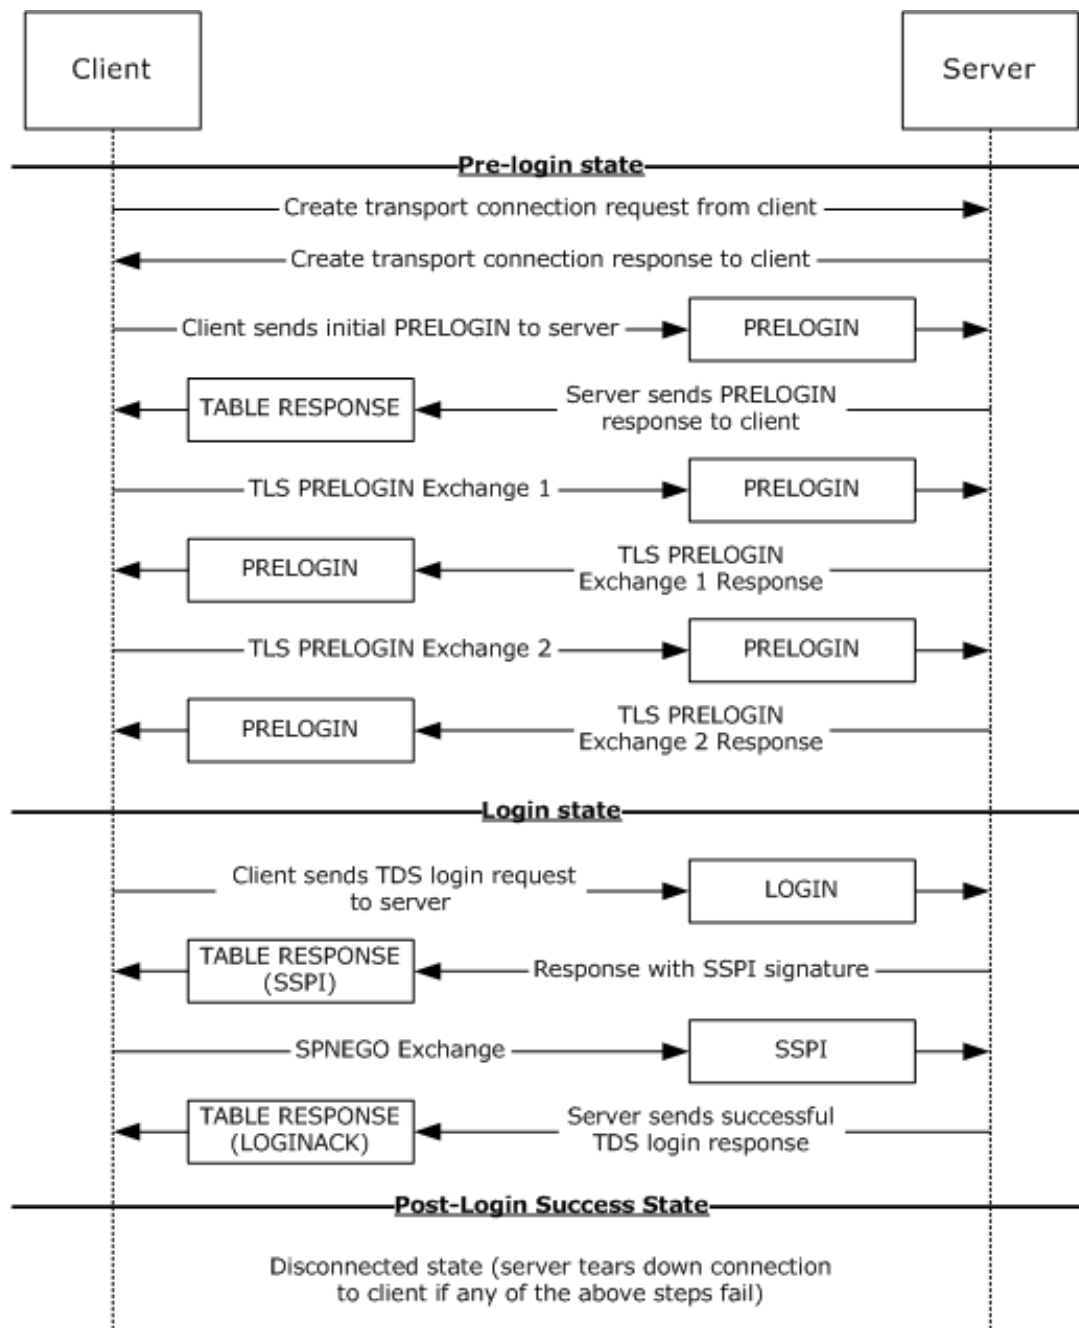 Client
Server
Pre-login state
Create transport connection request from client
Create transport connection response to client
Client sends initial PRELOGIN to server
PRELOGIN
TABLE RESPONSE
Server sends PRELOGIN
response to client
TLS PRELOGIN Exchange 1
PRELOGIN
PRELOGIN
TLS PRELOGIN
Exchange 1 Response
TLS PRELOGIN Exchange 2
PRELOGIN
PRELOGIN
TLS PRELOGIN
Exchange 2 Response
Login state
Client sends TDS login request
to server
LOGIN
TABLE RESPONSE
(SSPI)
Response with SSPI signature
SPNEGO Exchange
SSPI
TABLE RESPONSE
(LOGINACK)
Server sends successful
TDS login response
Post-Login Success State
Disconnected state (server tears down connection
to client if any of the above steps fail)